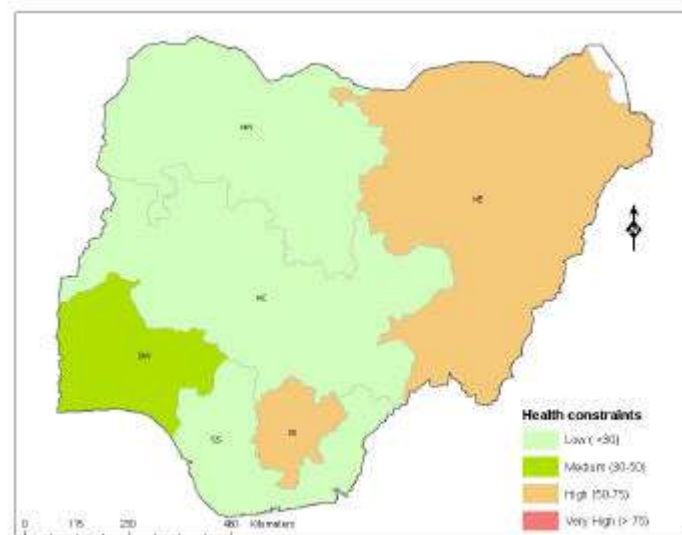 NW
NE
NC
SW
SS
SE
N
Health constraints
Low ( <30)
Medium (30-50)
High (50-75)
Very High (> 75)
0 115 230 460 Kilometers